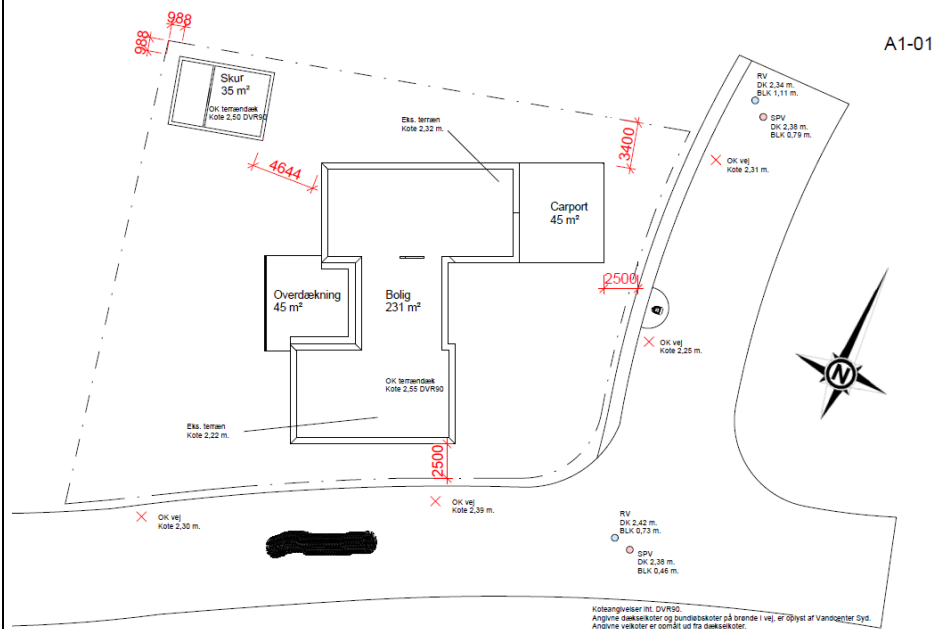 988
988
A1-01
Skur
35 m²
OK terrændæk
Kote 2,50 DVR90
RV
DK 2,34 m.
BLK 1,11 m.
SPV
DK 2,38 m.
BLK 0,79 m.
Eks. terræn
Kote 2,32 m.
3400
OK vej
Kote 2,31 m.
4644
Carport
45 m²
2500
Overdækning
45 m²
Bolig
231 m²
OK vej
Kote 2,25 m.
N
OK terrændæk
Kote 2,55 DVR90
Eks. terræn
Kote 2,22 m.
2500
OK vej
Kote 2,30 m.
OK vej
Kote 2,39 m.
RV
DK 2,42 m.
BLK 0,73 m.
SPV
DK 2,38 m.
BLK 0,46 m.
Koteangivelser iht. DVR90.
Angivne dækselkoter og bundløbskoter på brønde i vej, er oplyst af Vandcenter Syd.
Angivne vejkoter er opmålt ud fra dækselkoter.